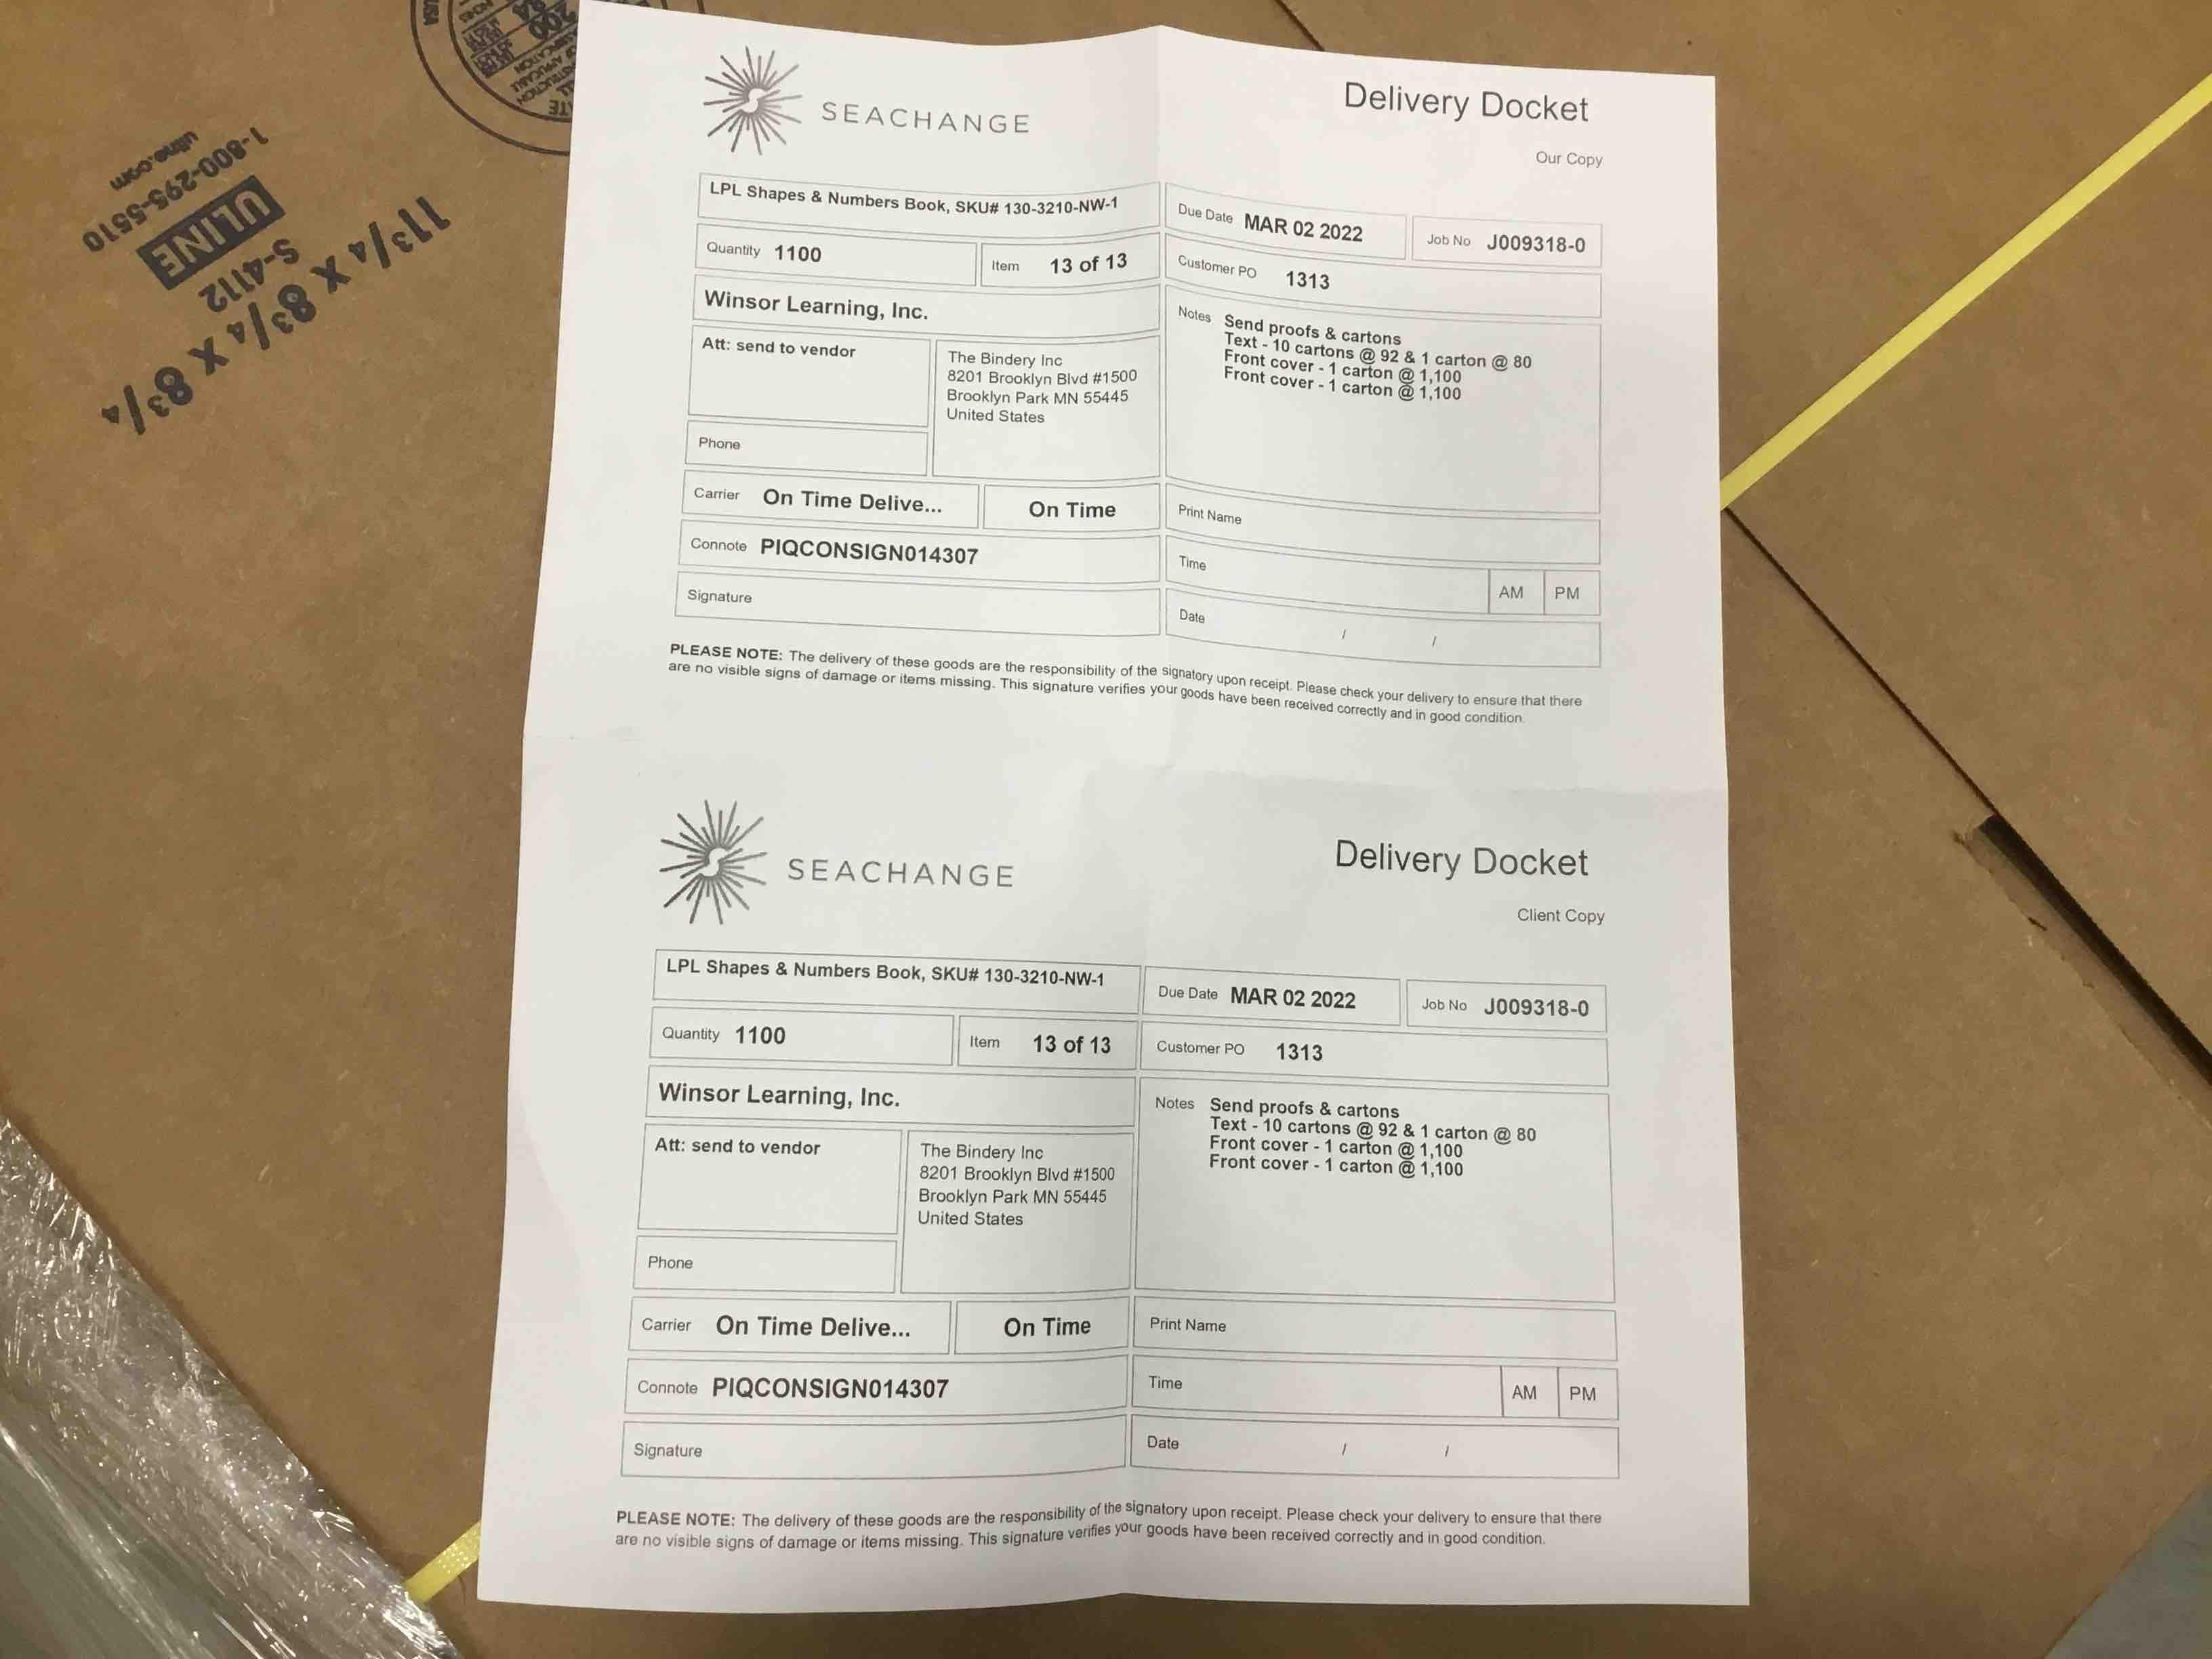 SEACHANGE
Delivery Docket
Our Copy
LPL Shapes & Numbers Book, SKU# 130-3210-NW-1
Due Date MAR 02 2022
Job No J009318-0
Quantity 1100
Item 13 of 13
Customer PO 1313
Winsor Learning, Inc.
Notes Send proofs & cartons
Text - 10 cartons @ 92 & 1 carton @ 80
Front cover - 1 carton @ 1,100
Front cover - 1 carton @ 1,100
Att: send to vendor
The Bindery Inc
8201 Brooklyn Blvd #1500
Brooklyn Park MN 55445
United States
Phone
Carrier On Time Delive...
On Time
Print Name
Connote PIQCONSIGN014307
Time
AM
PM
Signature
Date / /
PLEASE NOTE: The delivery of these goods are the responsibility of the signatory upon receipt. Please check your delivery to ensure that there
are no visible signs of damage or items missing. This signature verifies your goods have been received correctly and in good condition.
SEACHANGE
Delivery Docket
Client Copy
LPL Shapes & Numbers Book, SKU# 130-3210-NW-1
Due Date MAR 02 2022
Job No J009318-0
Quantity 1100
Item 13 of 13
Customer PO 1313
Winsor Learning, Inc.
Notes Send proofs & cartons
Text - 10 cartons @ 92 & 1 carton @ 80
Front cover - 1 carton @ 1,100
Front cover - 1 carton @ 1,100
Att: send to vendor
The Bindery Inc
8201 Brooklyn Blvd #1500
Brooklyn Park MN 55445
United States
Phone
Carrier On Time Delive...
On Time
Print Name
Connote PIQCONSIGN014307
Time
AM
PM
Signature
Date / /
PLEASE NOTE: The delivery of these goods are the responsibility of the signatory upon receipt. Please check your delivery to ensure that there
are no visible signs of damage or items missing. This signature verifies your goods have been received correctly and in good condition.
11 3/4 X 8 3/4 X 8 3/4
S-4112
ULINE
1-800-295-5510
uline.com